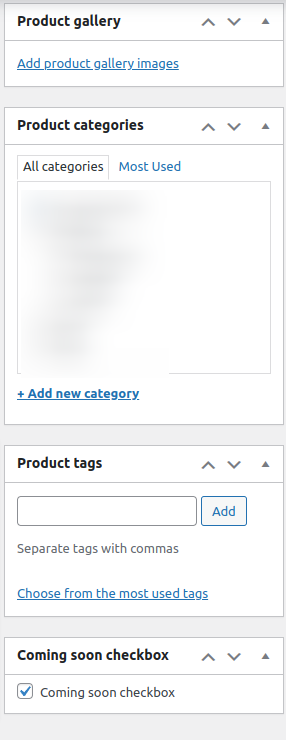 Product gallery
Add product gallery images
Product categories
All categories
Most Used
+ Add new category
Product tags
Add
Separate tags with commas
Choose from the most used tags
Coming soon checkbox
Coming soon checkbox